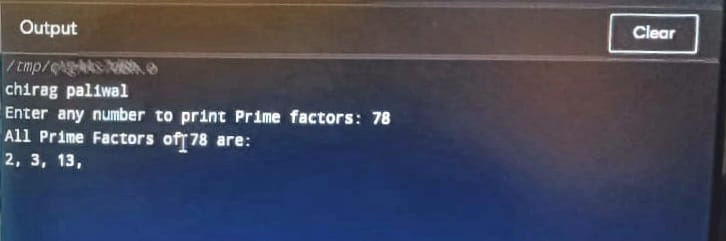 Output
Clear
/tmp/
chirag paliwal
Enter any number to print Prime factors: 78
All Prime Factors of 78 are:
2, 3, 13,